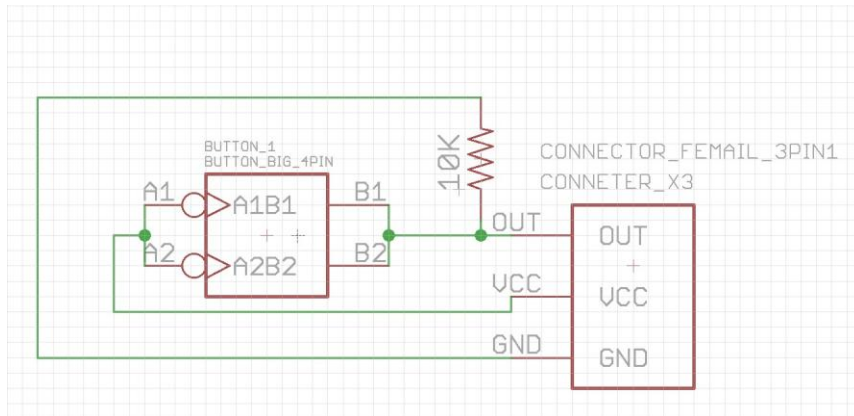 BUTTON_1
BUTTON_BIG_4PIN
10K
CONNECTOR_FEMAIL_3PIN1
CONNETER_X3
A1
A1B1
B1
OUT
OUT
A2
A2B2
B2
VCC
VCC
GND
GND